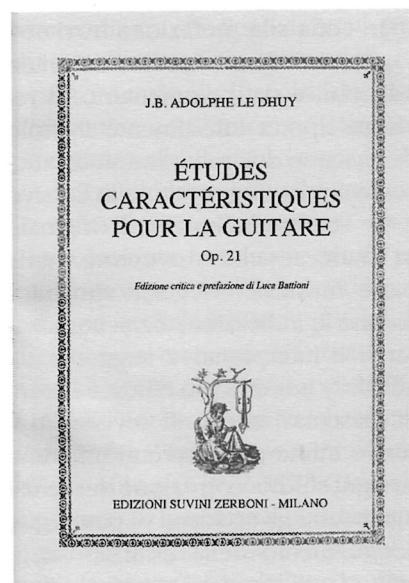 J.B. ADOLPHE LE DHUY
ÉTUDES
CARACTÉRISTIQUES
POUR LA GUITARE
Op. 21
Edizione critica e prefazione di Luca Battioni
EDIZIONI SUVINI ZERBONI - MILANO